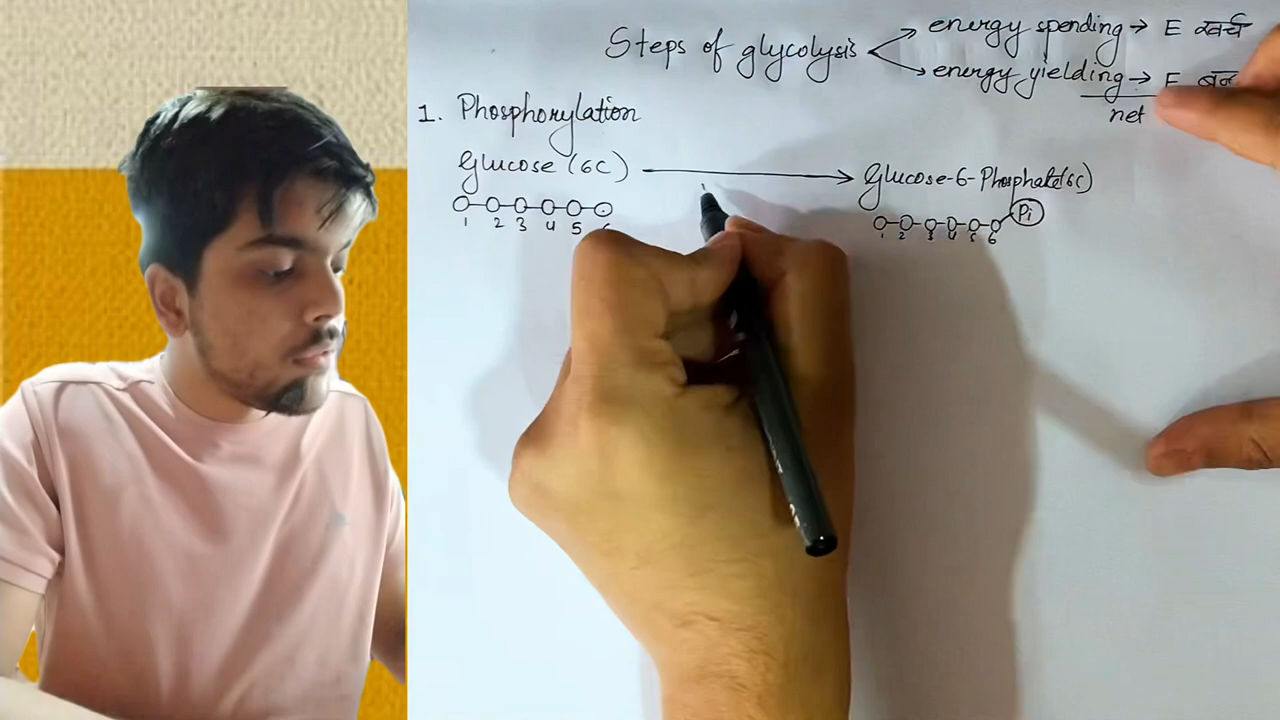 Steps of glycolysis
energy spending → E खर्च
energy yielding → E
net
1. Phosphorylation
Glucose (6C) → Glucose-6-Phosphate(6C)
Pi
1 2 3 4 5 6
1 2 3 4 5 6